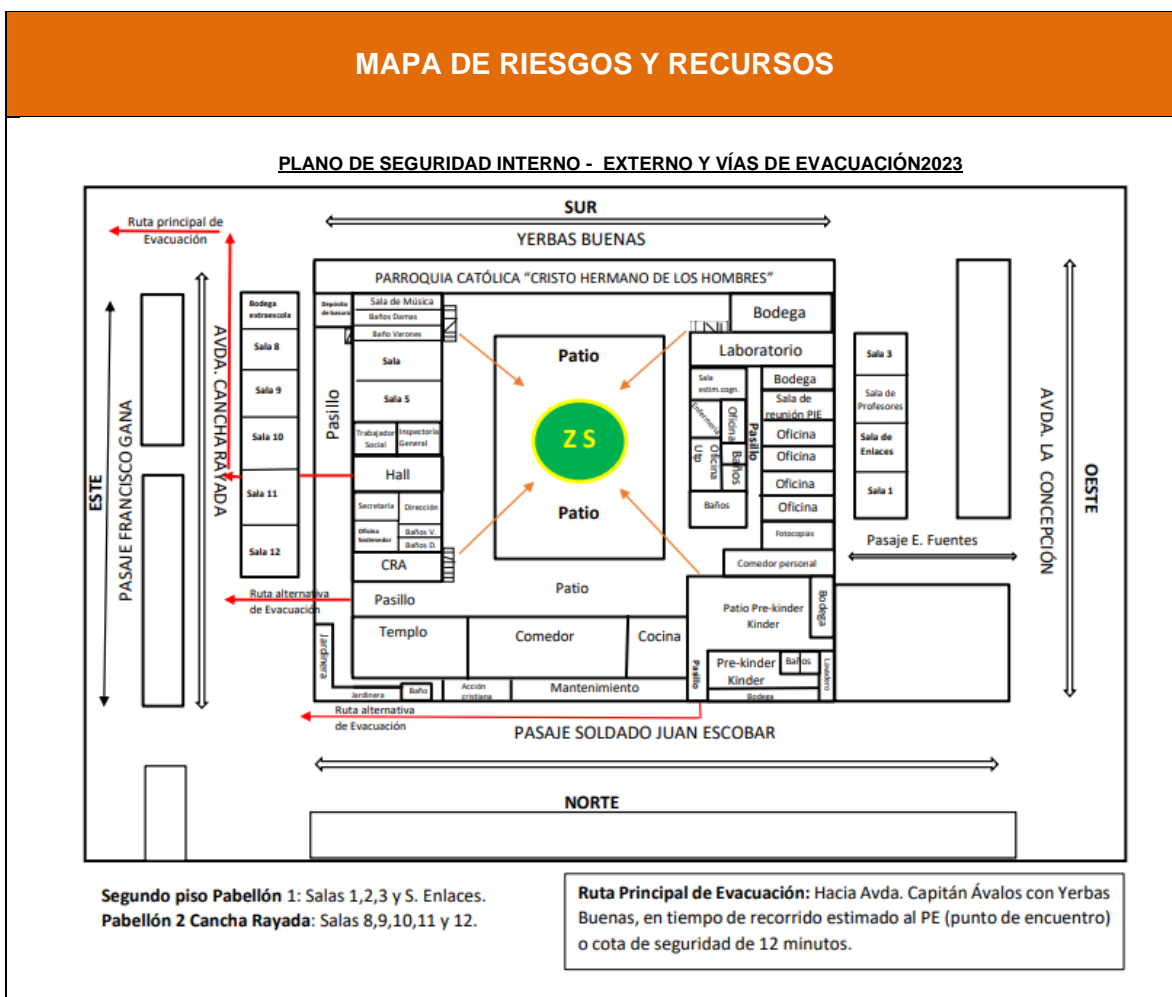 MAPA DE RIESGOS Y RECURSOS
PLANO DE SEGURIDAD INTERNO - EXTERNO Y VÍAS DE EVACUACIÓN2023
SUR
YERBAS BUENAS
Ruta principal de
Evacuación
PARROQUIA CATÓLICA “CRISTO HERMANO DE LOS HOMBRES”
ESTE
PASAJE FRANCISCO GANA
AVDA. CANCHA RAYADA
Bodega
extraescola
Sala 8
Sala 9
Sala 10
Sala 11
Sala 12
Depósito
de basura
Pasillo
Sala de Música
Baños Damas
Baño Varones
Sala
Sala 5
Trabajador
Social
Inspectoría
General
Hall
Secretaria
Dirección
Oficina
Sostenedor
Baños V.
Baños D.
CRA
Pasillo
Patio
Z S
Patio
Patio
Bodega
Laboratorio
Sala
estim.cogn.
Enfermería
Oficina
Utp
Oficina
Baños
Baños
Pasillo
Bodega
Sala de
reunión PIE
Oficina
Oficina
Oficina
Oficina
Fotocopias
Comedor personal
Sala 3
Sala de
Profesores
Sala de
Enlaces
Sala 1
Pasaje E. Fuentes
AVDA. LA CONCEPCIÓN
OESTE
Ruta alternativa
de Evacuación
Templo
Comedor
Cocina
Patio Pre-kinder
Kinder
Bodega
Pasillo
Pre-kinder
Kinder
Baños
Lavadero
Bodega
Jardinera
Jardinera
Baño
Acción
cristiana
Mantenimiento
Ruta alternativa
de Evacuación
PASAJE SOLDADO JUAN ESCOBAR
NORTE
Segundo piso Pabellón 1: Salas 1,2,3 y S. Enlaces.
Pabellón 2 Cancha Rayada: Salas 8,9,10,11 y 12.
Ruta Principal de Evacuación: Hacia Avda. Capitán Ávalos con Yerbas
Buenas, en tiempo de recorrido estimado al PE (punto de encuentro)
o cota de seguridad de 12 minutos.